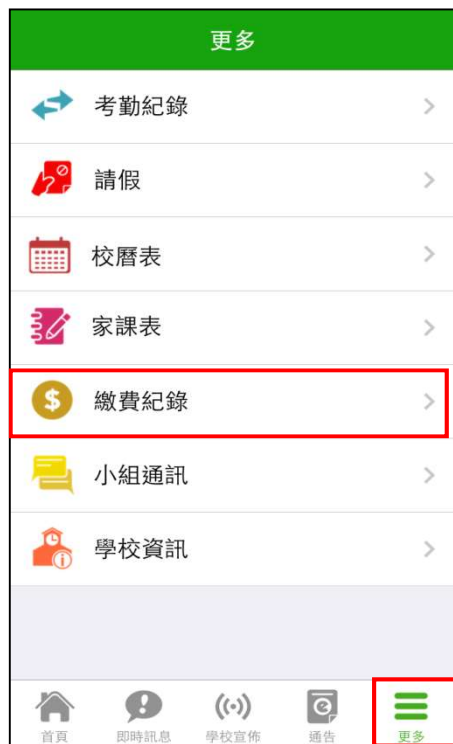 更多
考勤紀錄
請假
校曆表
家課表
繳費紀錄
小組通訊
學校資訊
首頁 即時訊息 學校宣佈 通告 更多